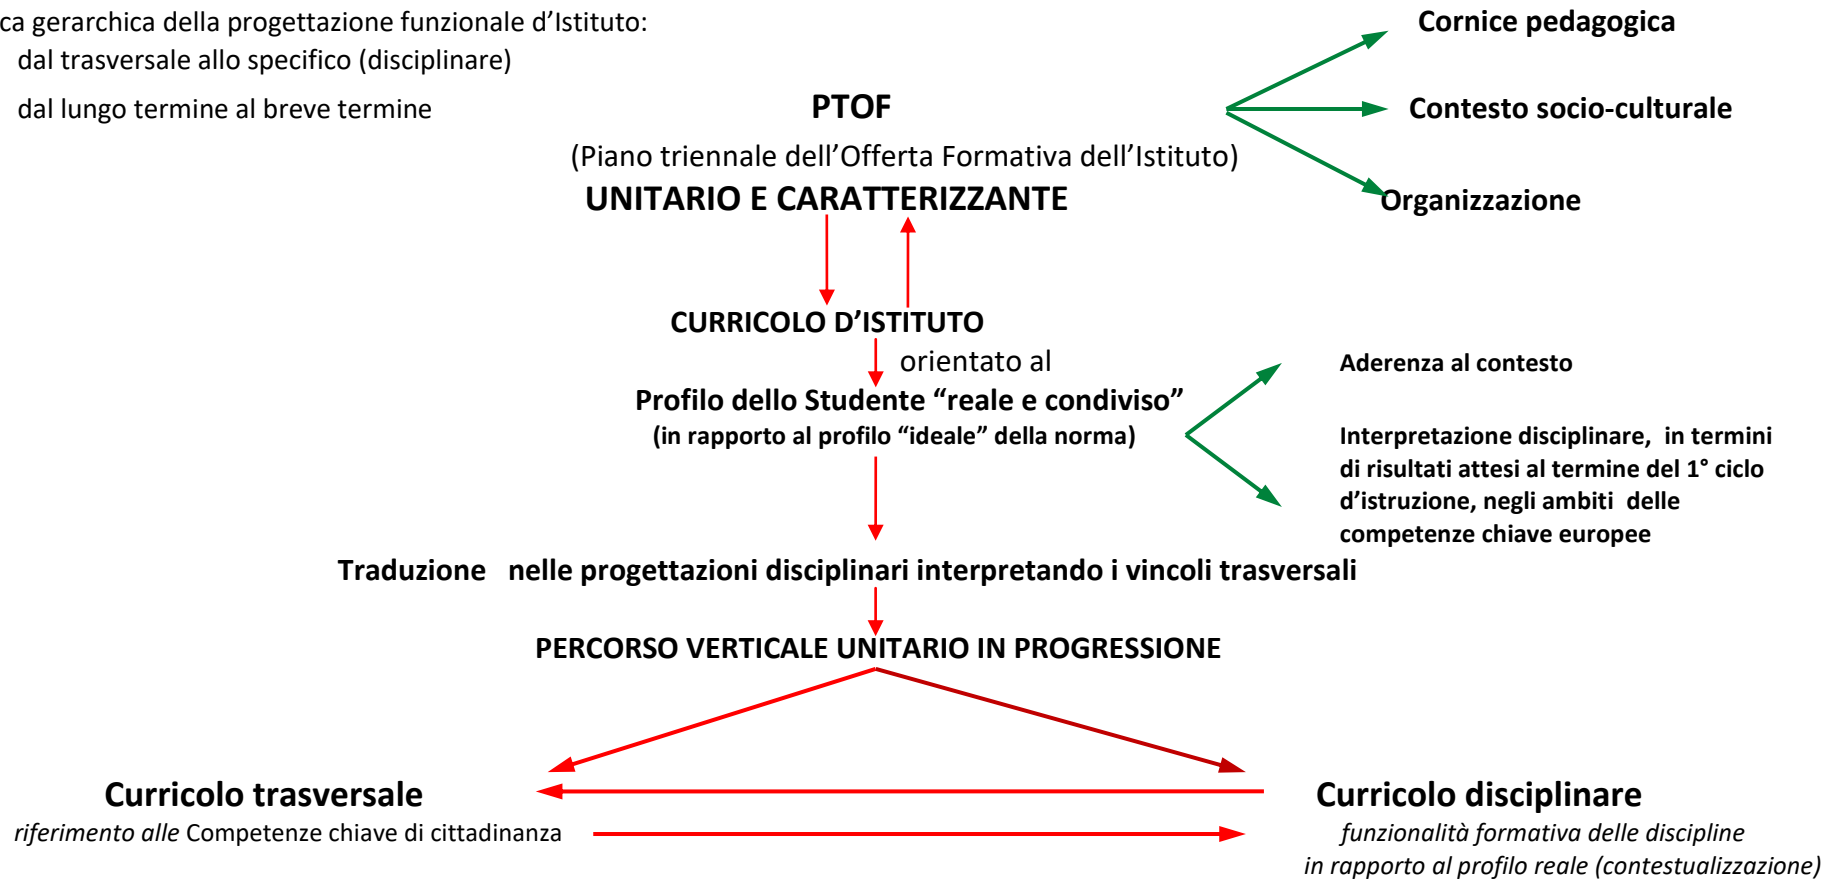 ca gerarchica della progettazione funzionale d’Istituto:
dal trasversale allo specifico (disciplinare)
dal lungo termine al breve termine
PTOF
(Piano triennale dell’Offerta Formativa dell’Istituto)
UNITARIO E CARATTERIZZANTE
Cornice pedagogica
Contesto socio-culturale
Organizzazione
CURRICOLO D’ISTITUTO
orientato al
Profilo dello Studente “reale e condiviso”
(in rapporto al profilo “ideale” della norma)
Aderenza al contesto
Interpretazione disciplinare, in termini
di risultati attesi al termine del 1° ciclo
d’istruzione, negli ambiti delle
competenze chiave europee
Traduzione nelle progettazioni disciplinari interpretando i vincoli trasversali
PERCORSO VERTICALE UNITARIO IN PROGRESSIONE
Curricolo trasversale
riferimento alle Competenze chiave di cittadinanza
Curricolo disciplinare
funzionalità formativa delle discipline
in rapporto al profilo reale (contestualizzazione)